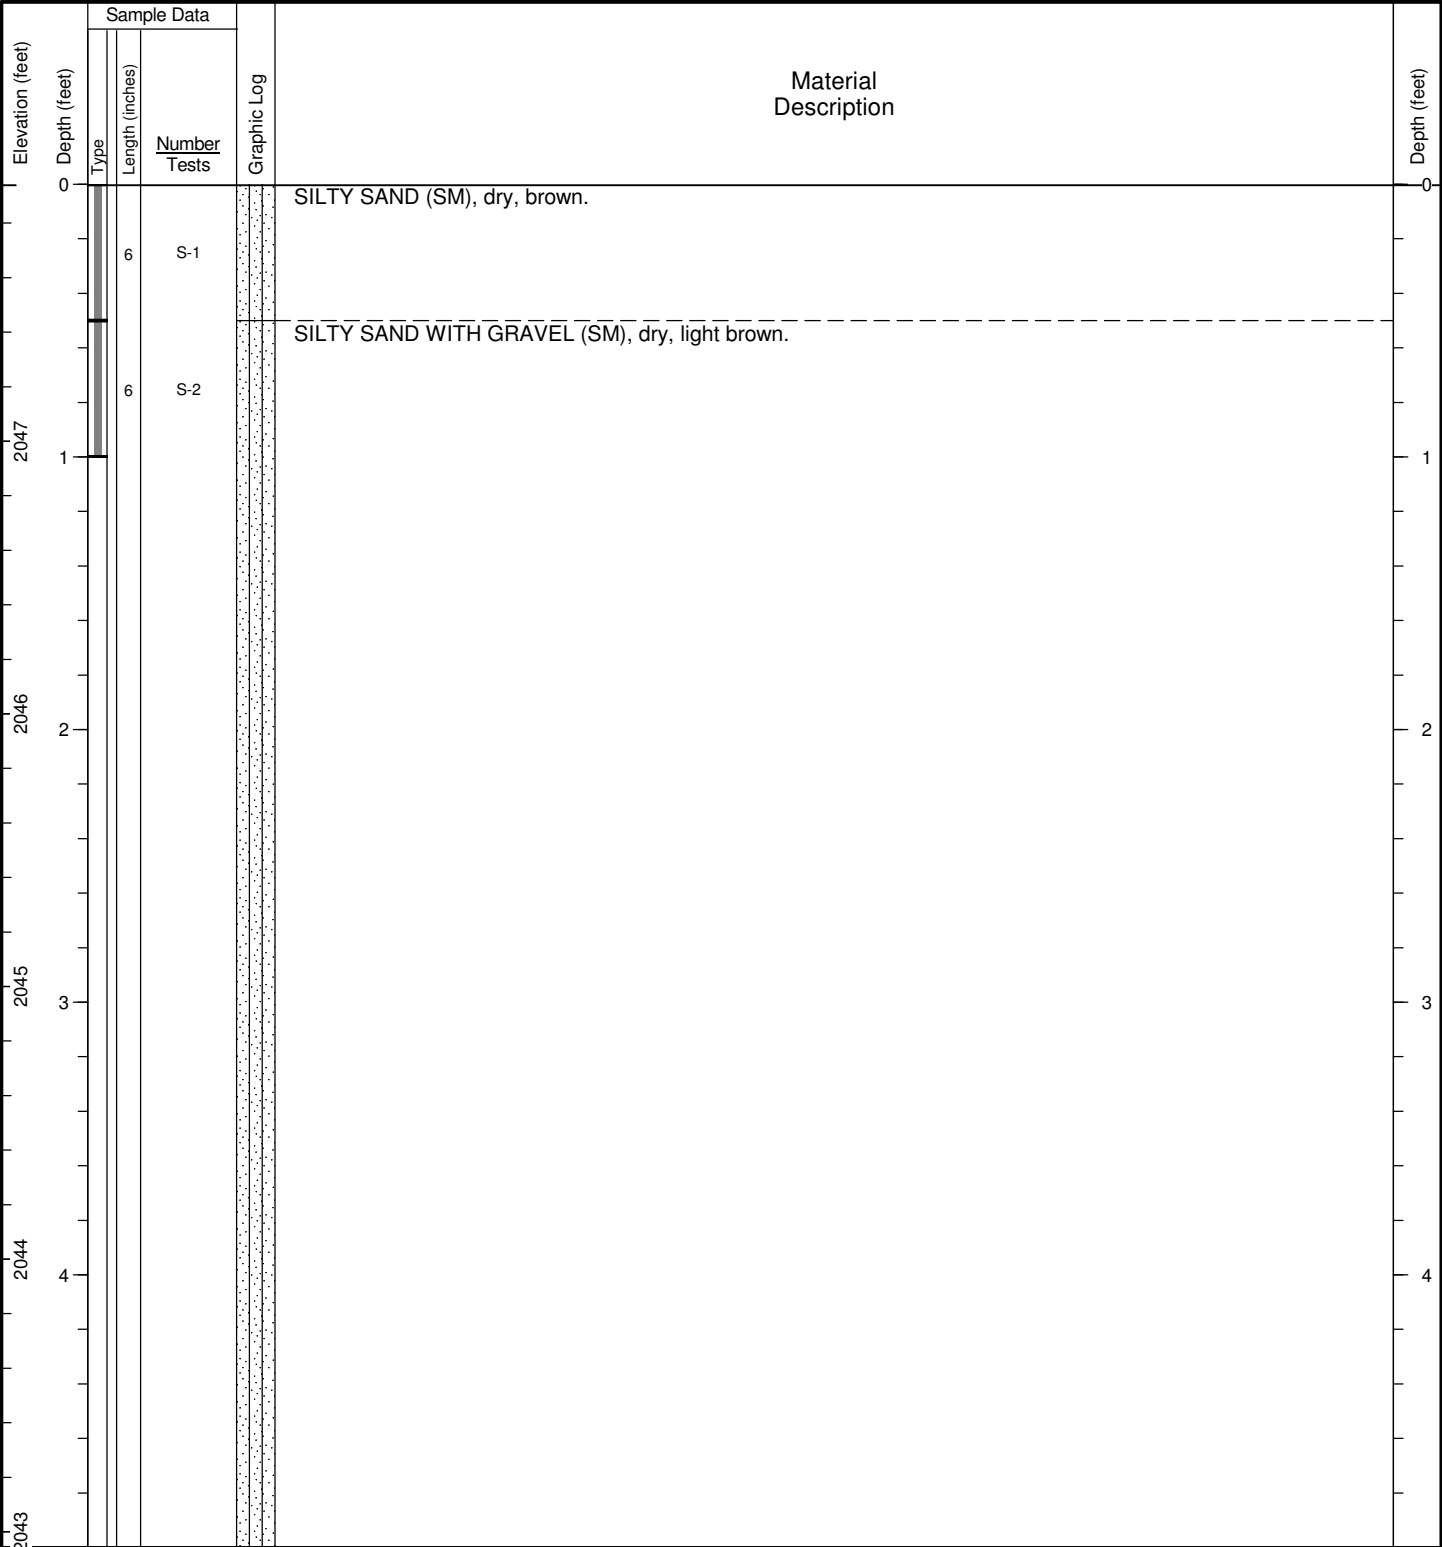 Sample Data
Elevation (feet)
Depth (feet)
Type
Length (inches)
Number
Tests
Graphic Log
Material
Description
Depth (feet)
0
SILTY SAND (SM), dry, brown.
0
6
S-1
SILTY SAND WITH GRAVEL (SM), dry, light brown.
6
S-2
2047
1
1
2046
2
2
2045
3
3
2044
4
4
2043